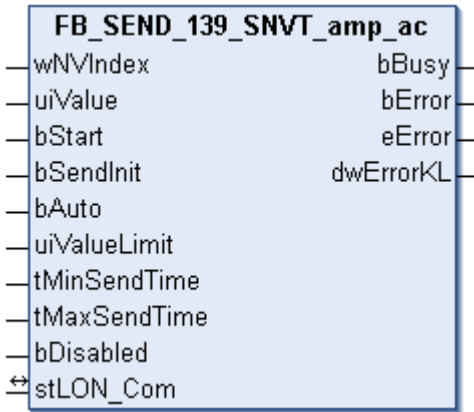 FB_SEND_139_SNVT_amp_ac
wNVIndex bBusy
uiValue bError
bStart eError
bSendInit dwErrorKL
bAuto
uiValueLimit
tMinSendTime
tMaxSendTime
bDisabled
stLON_Com